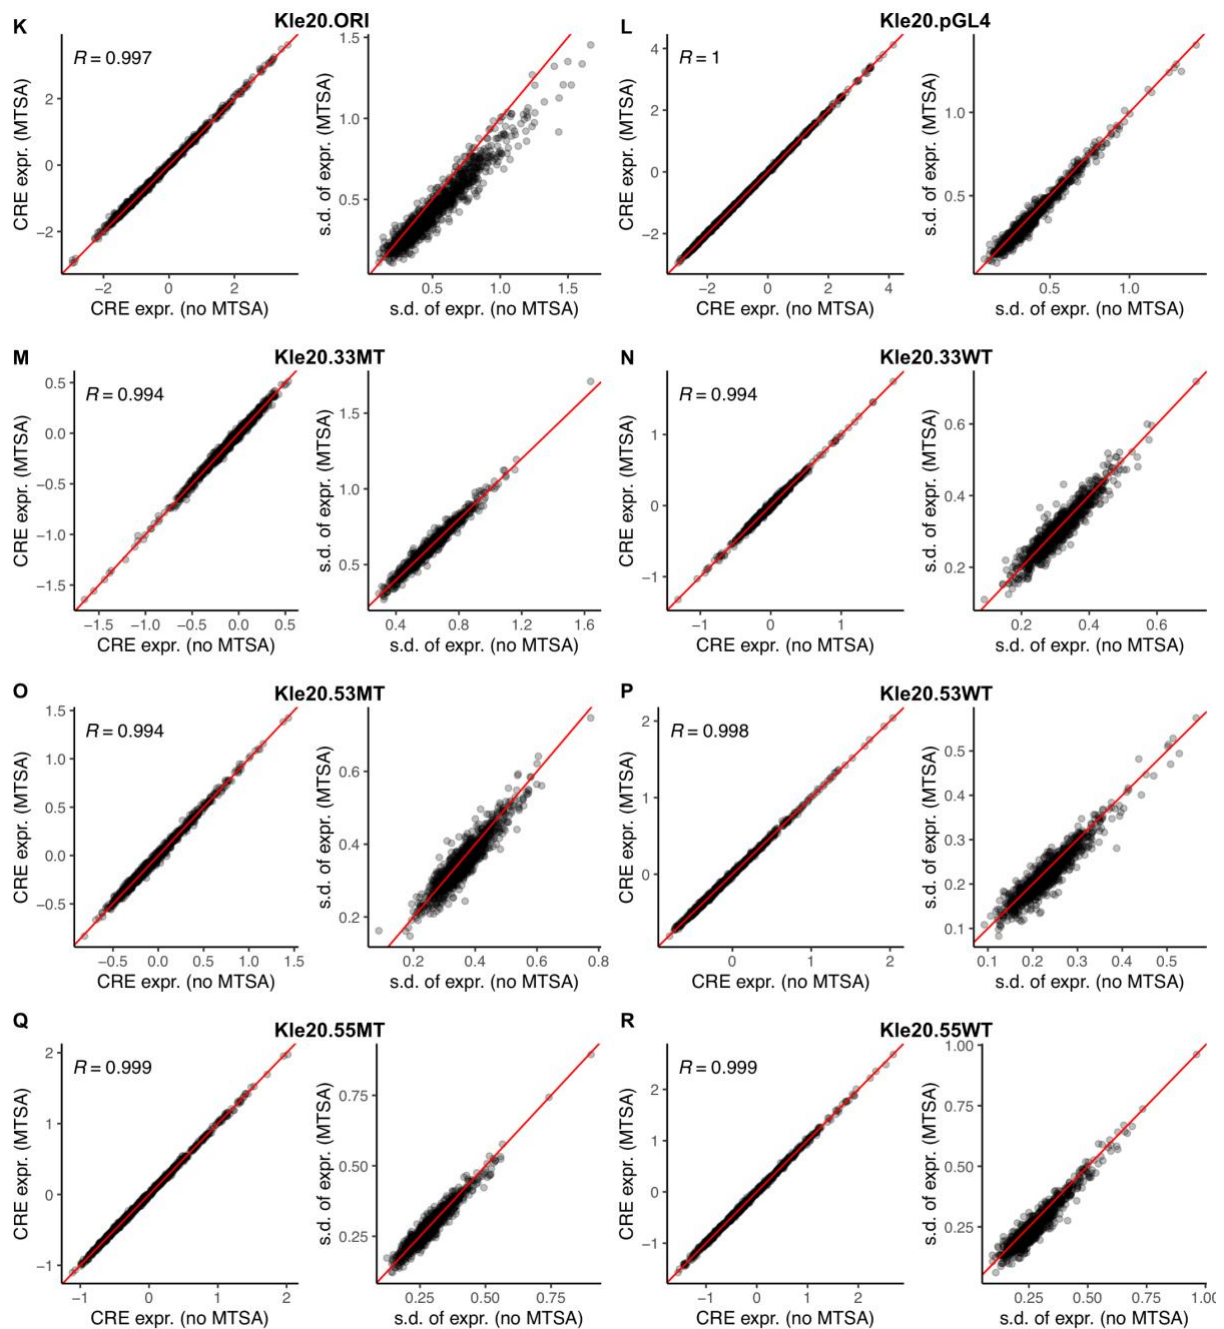 K
Kle20.ORI
R = 0.997
CRE expr. (MTSA)
2
0
−2
−2
0
2
CRE expr. (no MTSA)
s.d. of expr. (MTSA)
1.5
1.0
0.5
0.5
1.0
1.5
s.d. of expr. (no MTSA)
L
Kle20.pGL4
R = 1
CRE expr. (MTSA)
4
2
0
−2
−2
0
2
4
CRE expr. (no MTSA)
s.d. of expr. (MTSA)
1.0
0.5
0.5
1.0
s.d. of expr. (no MTSA)
M
Kle20.33MT
R = 0.994
CRE expr. (MTSA)
0.5
0.0
−0.5
−1.0
−1.5
−1.5
−1.0
−0.5
0.0
0.5
CRE expr. (no MTSA)
s.d. of expr. (MTSA)
1.5
1.0
0.5
0.4
0.8
1.2
1.6
s.d. of expr. (no MTSA)
N
Kle20.33WT
R = 0.994
CRE expr. (MTSA)
1
0
−1
−1
0
1
CRE expr. (no MTSA)
s.d. of expr. (MTSA)
0.6
0.4
0.2
0.2
0.4
0.6
s.d. of expr. (no MTSA)
O
Kle20.53MT
R = 0.994
CRE expr. (MTSA)
1.5
1.0
0.5
0.0
−0.5
−0.5
0.0
0.5
1.0
1.5
CRE expr. (no MTSA)
s.d. of expr. (MTSA)
0.6
0.4
0.2
0.2
0.4
0.6
0.8
s.d. of expr. (no MTSA)
P
Kle20.53WT
R = 0.998
CRE expr. (MTSA)
2
1
0
0
1
2
CRE expr. (no MTSA)
s.d. of expr. (MTSA)
0.5
0.4
0.3
0.2
0.1
0.1
0.2
0.3
0.4
0.5
s.d. of expr. (no MTSA)
Q
Kle20.55MT
R = 0.999
CRE expr. (MTSA)
2
1
0
−1
−1
0
1
2
CRE expr. (no MTSA)
s.d. of expr. (MTSA)
0.75
0.50
0.25
0.25
0.50
0.75
s.d. of expr. (no MTSA)
R
Kle20.55WT
R = 0.999
CRE expr. (MTSA)
2
1
0
−1
−1
0
1
2
CRE expr. (no MTSA)
s.d. of expr. (MTSA)
1.00
0.75
0.50
0.25
0.25
0.50
0.75
1.00
s.d. of expr. (no MTSA)